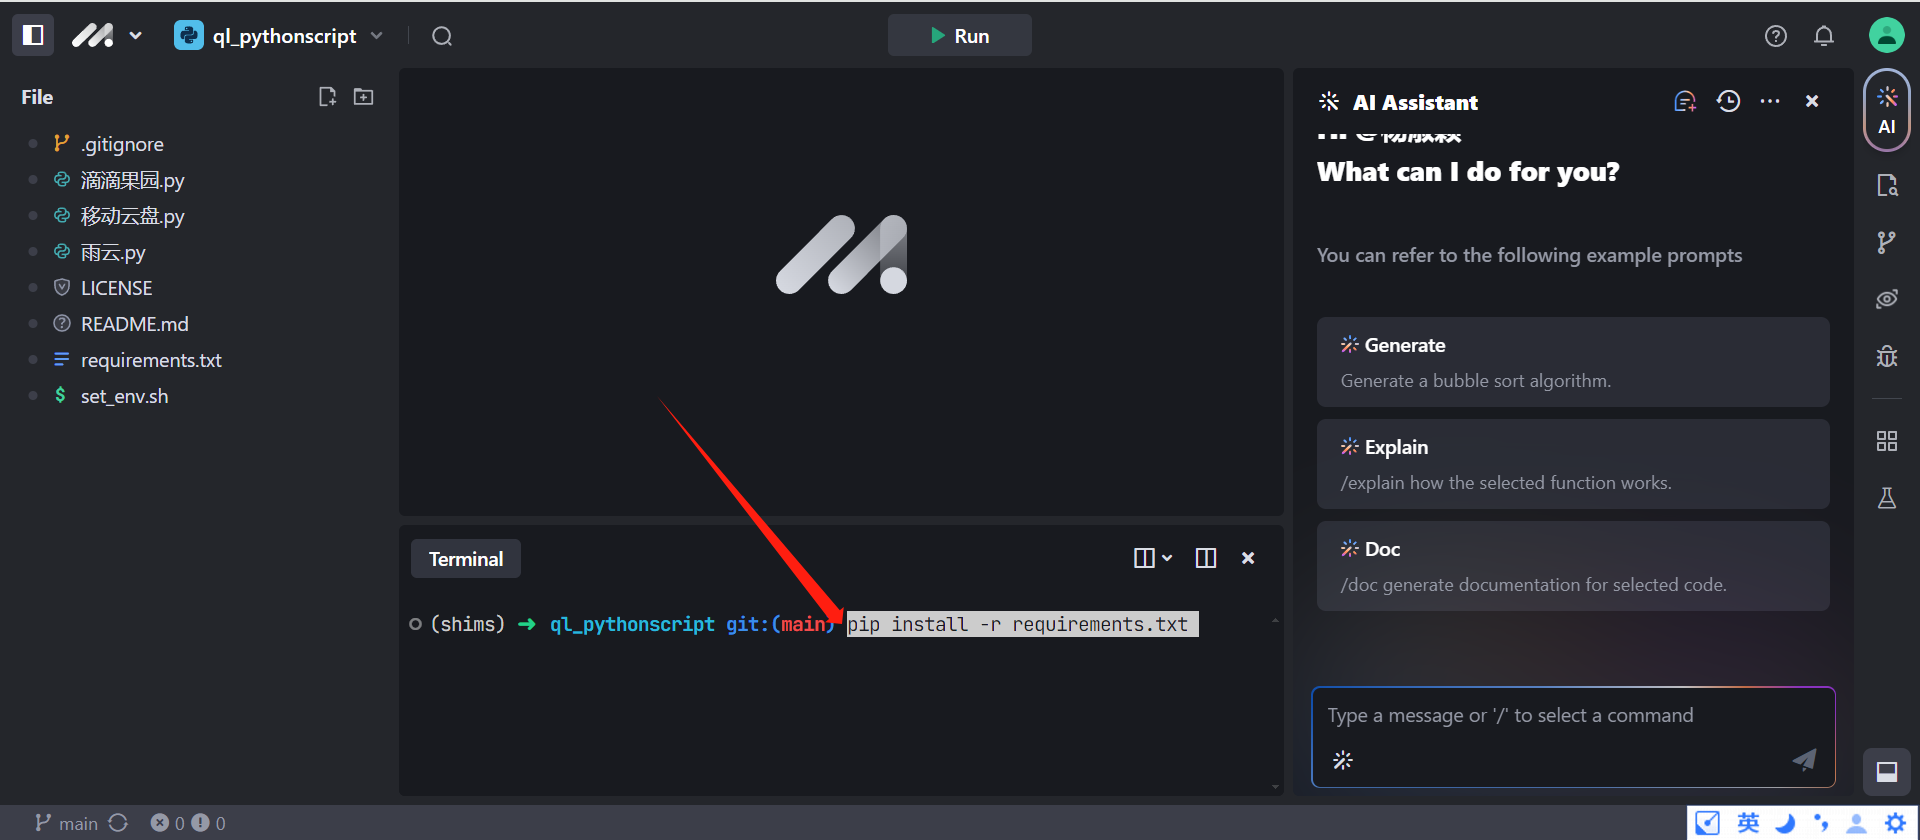 ql_pythonscript
Run
File
.gitignore
滴滴果园.py
移动云盘.py
雨云.py
LICENSE
README.md
requirements.txt
set_env.sh
Terminal
(shims) ➜ ql_pythonscript git:(main) pip install -r requirements.txt
AI Assistant
What can I do for you?
You can refer to the following example prompts
Generate
Generate a bubble sort algorithm.
Explain
/explain how the selected function works.
Doc
/doc generate documentation for selected code.
Type a message or '/' to select a command
AI
main
0
0
英